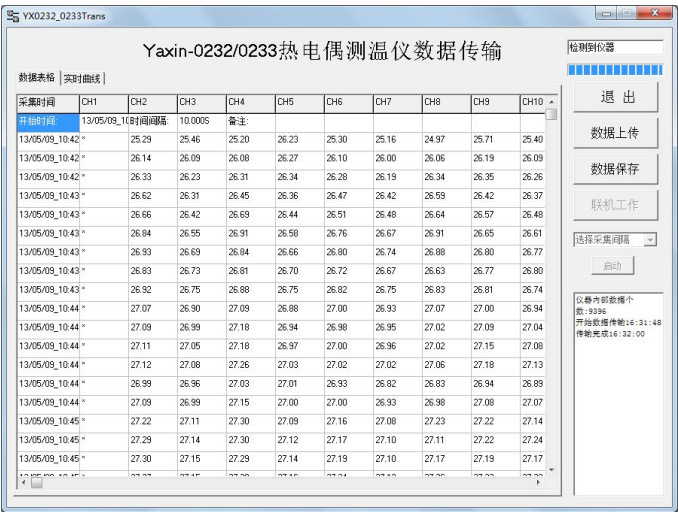 YX0232_0233Trans
Yaxin-0232/0233热电偶测温仪数据传输
检测到仪器
数据表格 实时曲线
退 出
数据上传
数据保存
联机工作
选择采集间隔
启动
仪器内部数据个
数:9396
开始数据传输16:31:48
传输完成16:32:00
采集时间 CH1 CH2 CH3 CH4 CH5 CH6 CH7 CH8 CH9 CH10
开始时间: 13/05/09_10 时间间隔: 10.000S 备注:
13/05/09_10:42 * 25.29 25.46 25.20 26.23 25.30 25.16 24.97 25.71 25.40
13/05/09_10:42 * 26.14 26.09 26.08 26.27 26.10 26.00 26.06 26.19 26.09
13/05/09_10:42 * 26.33 26.23 26.31 26.34 26.28 26.19 26.34 26.35 26.26
13/05/09_10:43 * 26.62 26.31 26.45 26.36 26.47 26.42 26.59 26.42 26.37
13/05/09_10:43 * 26.66 26.42 26.69 26.44 26.51 26.48 26.64 26.57 26.48
13/05/09_10:43 * 26.84 26.55 26.91 26.58 26.76 26.67 26.91 26.65 26.61
13/05/09_10:43 * 26.93 26.69 26.84 26.66 26.80 26.74 26.88 26.80 26.77
13/05/09_10:43 * 26.83 26.73 26.81 26.70 26.72 26.67 26.63 26.77 26.80
13/05/09_10:43 * 26.92 26.75 26.88 26.75 26.82 26.75 26.83 26.81 26.74
13/05/09_10:44 * 27.07 26.90 27.09 26.88 27.00 26.93 27.07 27.00 26.94
13/05/09_10:44 * 27.09 26.99 27.18 26.94 26.98 26.95 27.02 27.09 27.04
13/05/09_10:44 * 27.11 27.05 27.18 26.97 27.00 26.96 27.02 27.15 27.08
13/05/09_10:44 * 27.12 27.08 27.26 27.03 27.02 27.02 27.06 27.18 27.13
13/05/09_10:44 * 26.99 26.96 27.03 27.01 26.93 26.82 26.83 26.94 26.89
13/05/09_10:44 * 27.09 26.99 27.15 27.00 27.00 26.93 26.98 27.08 27.07
13/05/09_10:45 * 27.22 27.11 27.30 27.09 27.16 27.08 27.23 27.22 27.14
13/05/09_10:45 * 27.29 27.14 27.30 27.12 27.17 27.10 27.11 27.22 27.24
13/05/09_10:45 * 27.30 27.15 27.29 27.14 27.19 27.10 27.17 27.19 27.17